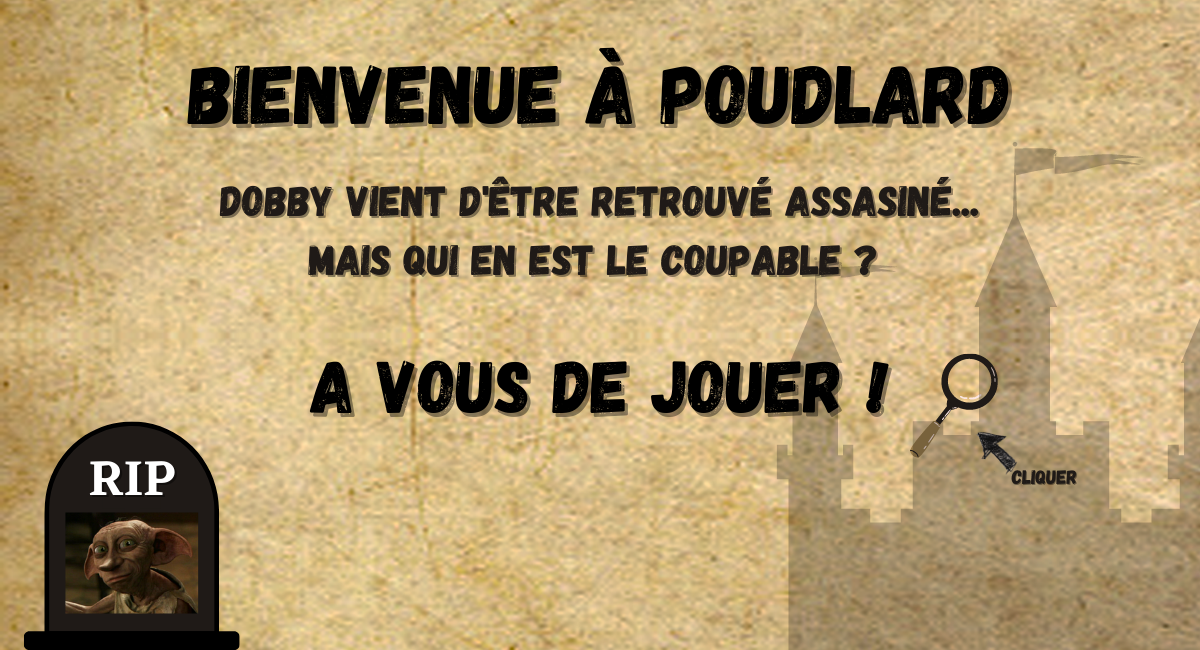 BIENVENUE À POUDLARD
DOBBY VIENT D'ÊTRE RETROUVÉ ASSASINÉ...
MAIS QUI EN EST LE COUPABLE ?
A VOUS DE JOUER !
CLIQUER
RIP